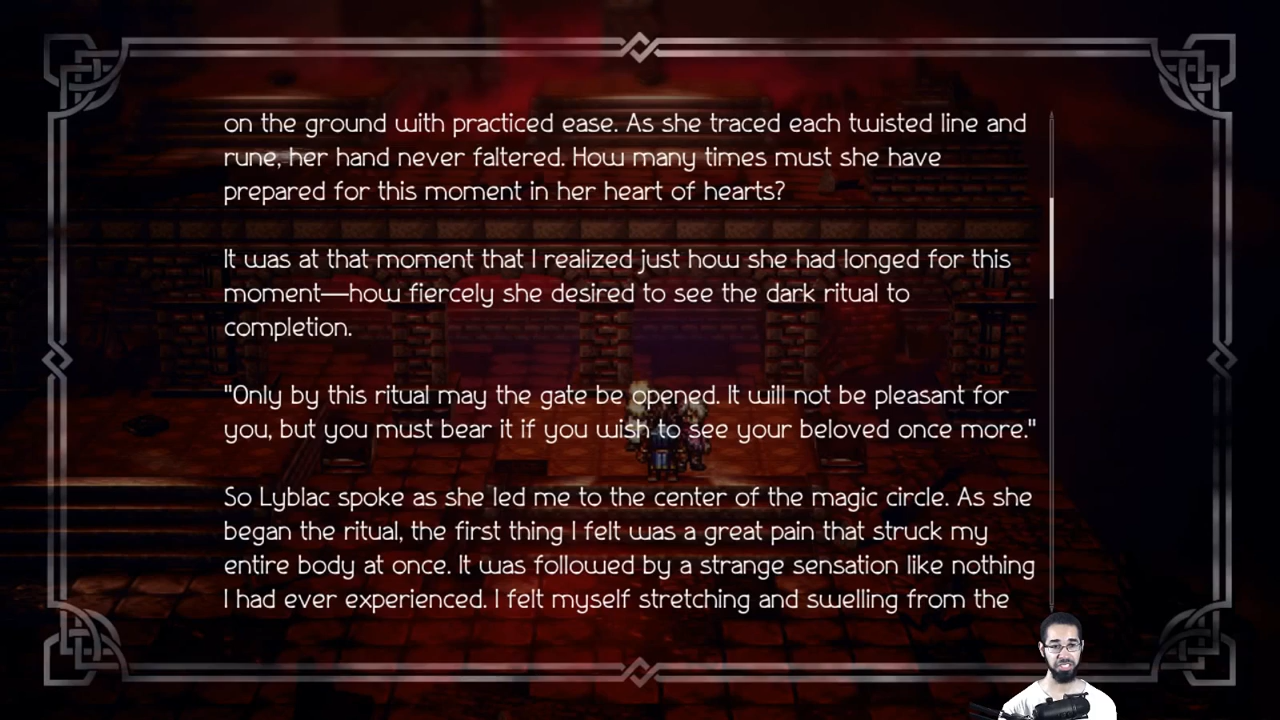 on the ground with practiced ease. As she traced each twisted line and
rune, her hand never faltered. How many times must she have
prepared for this moment in her heart of hearts?
It was at that moment that I realized just how she had longed for this
moment—how fiercely she desired to see the dark ritual to
completion.
"Only by this ritual may the gate be opened. It will not be pleasant for
you, but you must bear it if you wish to see your beloved once more."
So Lyblac spoke as she led me to the center of the magic circle. As she
began the ritual, the first thing I felt was a great pain that struck my
entire body at once. It was followed by a strange sensation like nothing
I had ever experienced. I felt myself stretching and swelling from the